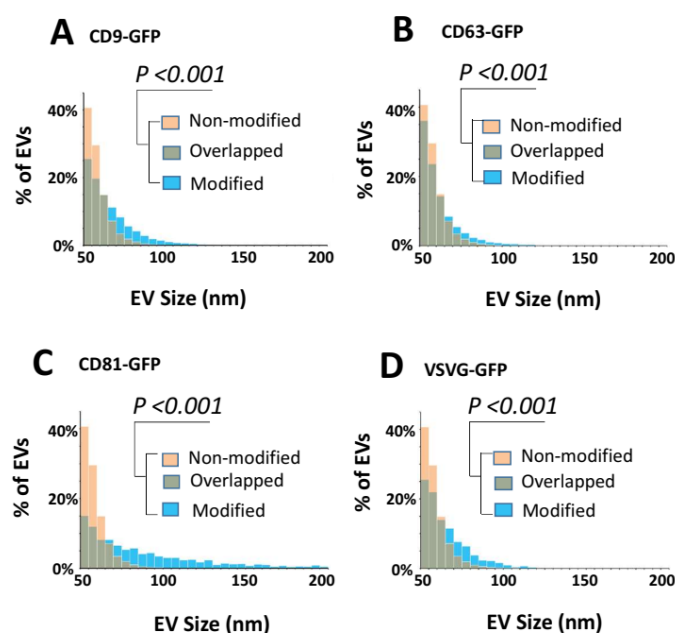 A CD9-GFP
P <0.001
% of EVs
40%
20%
0%
Non-modified
Overlapped
Modified
50 100 150 200
EV Size (nm)
B CD63-GFP
P <0.001
% of EVs
40%
20%
0%
Non-modified
Overlapped
Modified
50 100 150 200
EV Size (nm)
C CD81-GFP
P <0.001
% of EVs
40%
20%
0%
Non-modified
Overlapped
Modified
50 100 150 200
EV Size (nm)
D VSVG-GFP
P <0.001
% of EVs
40%
20%
0%
Non-modified
Overlapped
Modified
50 100 150 200
EV Size (nm)